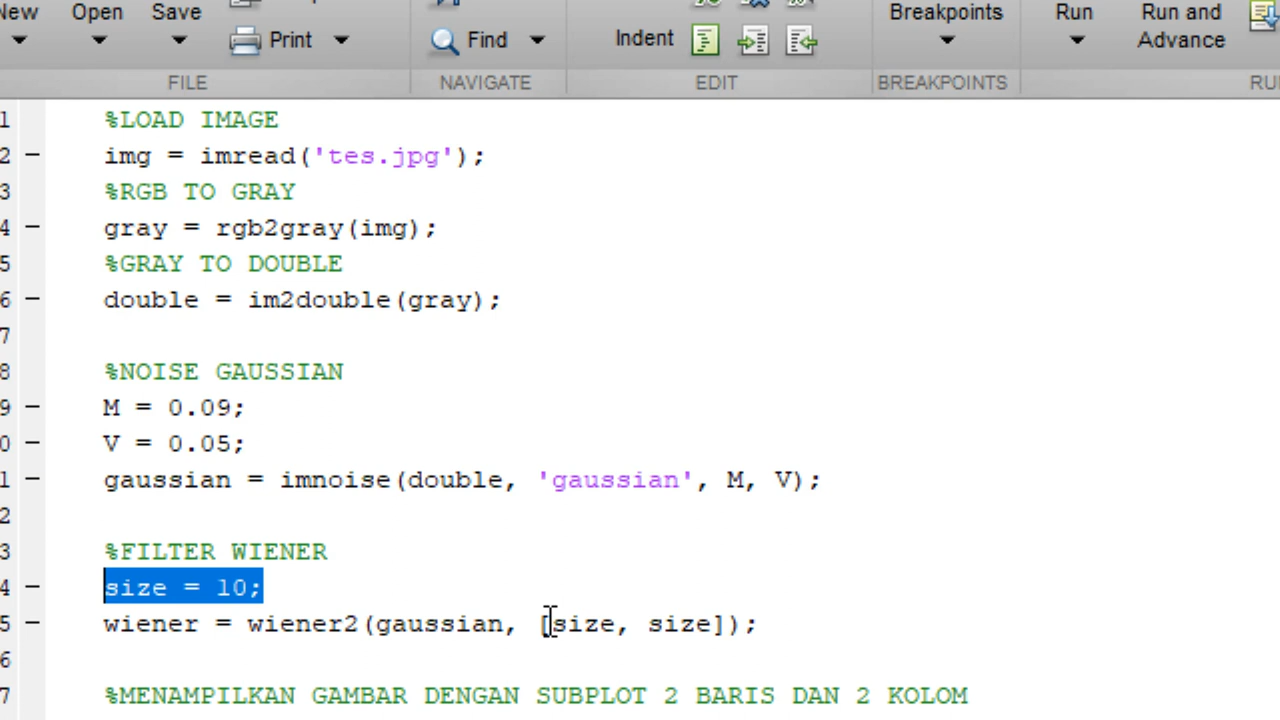 New Open Save
Print Find Indent Breakpoints Run Run and
Advance
FILE NAVIGATE EDIT BREAKPOINTS RU
1 %LOAD IMAGE
2 – img = imread('tes.jpg');
3 %RGB TO GRAY
4 – gray = rgb2gray(img);
5 %GRAY TO DOUBLE
6 – double = im2double(gray);
7
8 %NOISE GAUSSIAN
9 – M = 0.09;
0 – V = 0.05;
1 – gaussian = imnoise(double, 'gaussian', M, V);
2
3 %FILTER WIENER
4 – size = 10;
5 – wiener = wiener2(gaussian, [size, size]);
6
7 %MENAMPILKAN GAMBAR DENGAN SUBPLOT 2 BARIS DAN 2 KOLOM